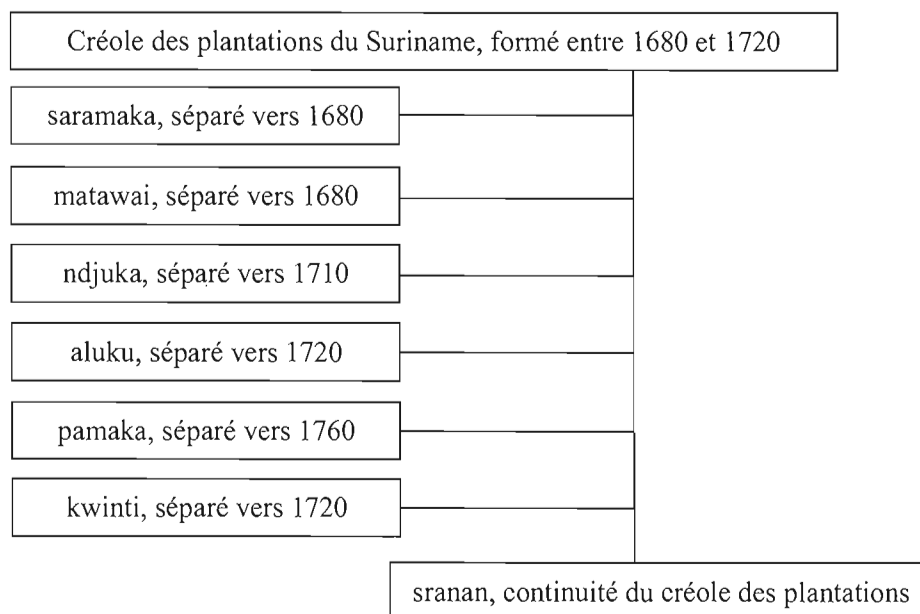 Créole des plantations du Suriname, formé entre 1680 et 1720
saramaka, séparé vers 1680
matawai, séparé vers 1680
ndjuka, séparé vers 1710
aluku, séparé vers 1720
pamaka, séparé vers 1760
kwinti, séparé vers 1720
sranan, continuité du créole des plantations